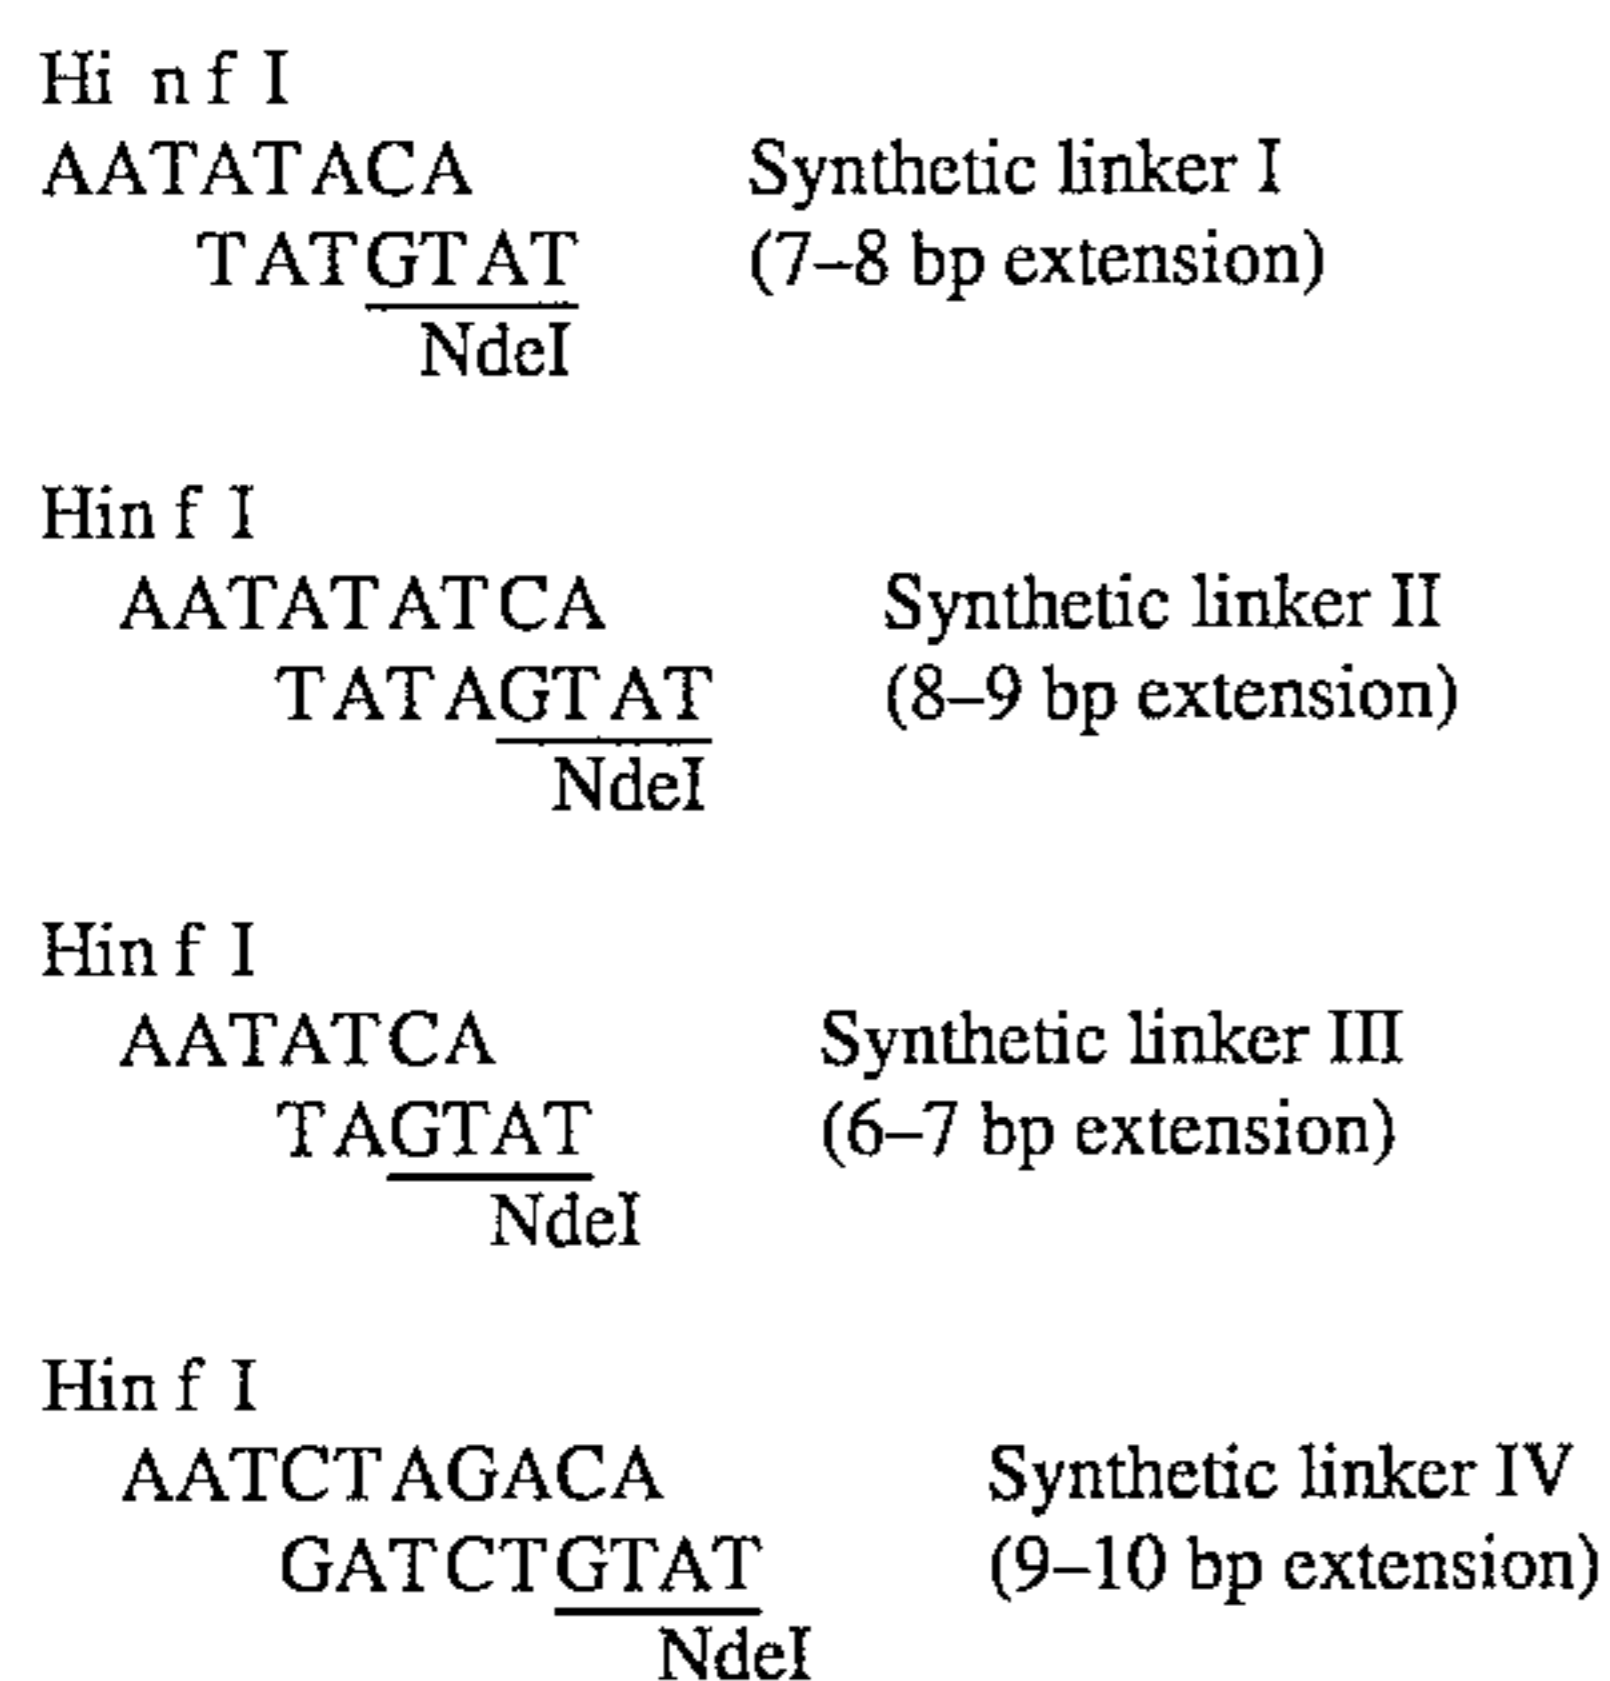 Hi n f I
AATATACA
Synthetic linker I
TATGTAT
(7–8 bp extension)
NdeI
Hin f I
AATATATCA
Synthetic linker II
TATAGTAT
(8–9 bp extension)
NdeI
Hin f I
AATATCA
Synthetic linker III
TAGTAT
(6–7 bp extension)
NdeI
Hin f I
AATCTAGACA
Synthetic linker IV
GATCTGTAT
(9–10 bp extension)
NdeI